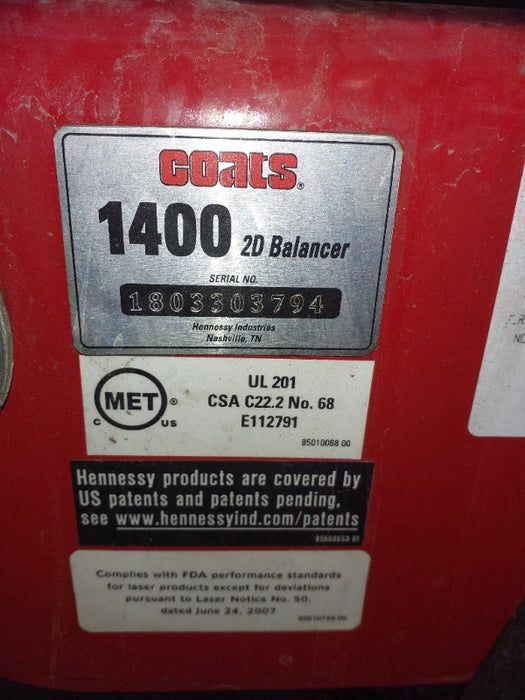 coats®
1400 2D Balancer
SERIAL NO.
1803303794
Hennessy Industries
Nashville, TN
MET®
C US
UL 201
CSA C22.2 No. 68
E112791
85010088 00
Hennessy products are covered by
US patents and patents pending,
see www.hennessyind.com/patents
85608853 01
Complies with FDA performance standards
for laser products except for deviations
pursuant to Laser Notice No. 50,
dated June 24, 2007